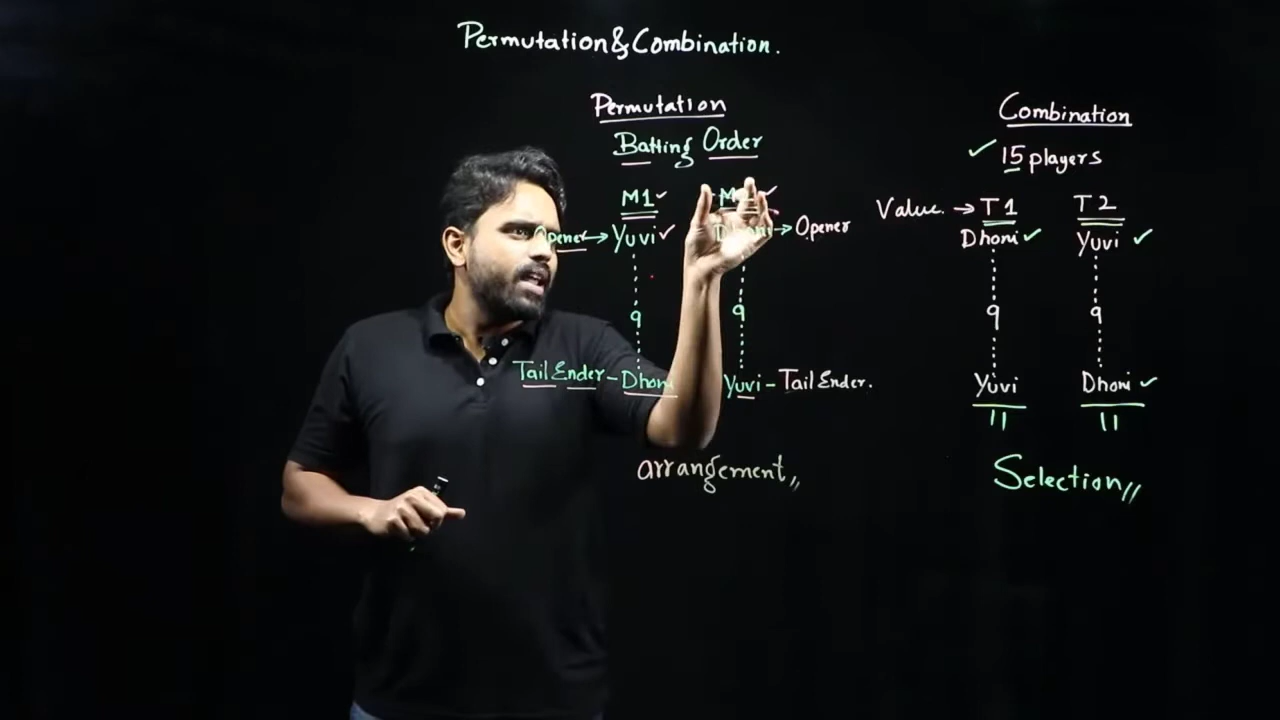 Permutation&Combination.
Permutation
Batting Order
M1
Opener → Yuvi
9
Tail Ender - Dhoni
→ Opener
9
Yuvi - Tail Ender.
arrangement,,
Combination
15 players
Value. → T1 T2
Dhoni Yuvi
9 9
Yuvi Dhoni
11 11
Selection,,